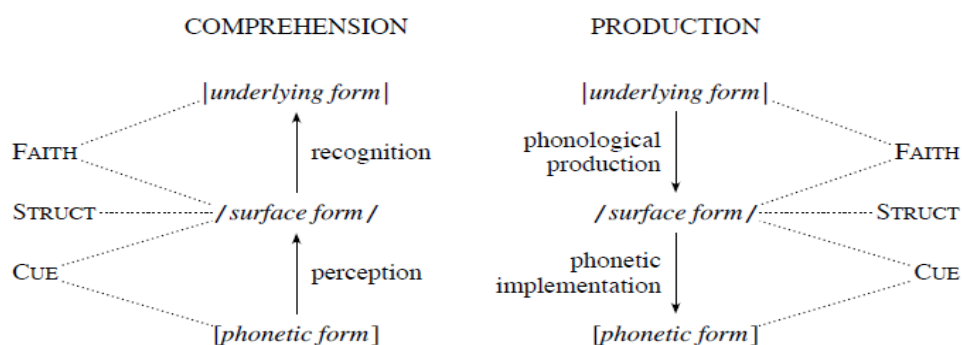 COMPREHENSION PRODUCTION
|underlying form| |underlying form|
recognition phonological
production
FAITH FAITH
STRUCT / surface form / / surface form / STRUCT
CUE perception phonetic
implementation CUE
[phonetic form] [phonetic form]